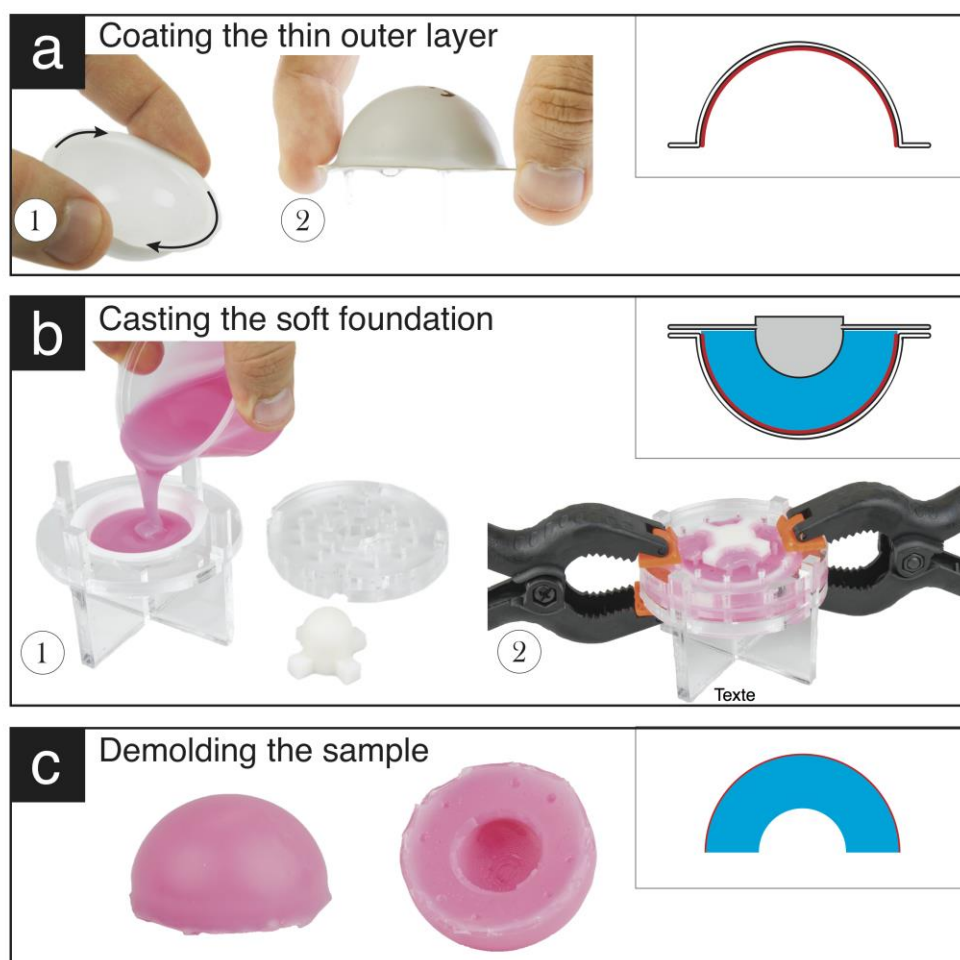 a Coating the thin outer layer
1
2
b Casting the soft foundation
1
2
Texte
c Demolding the sample